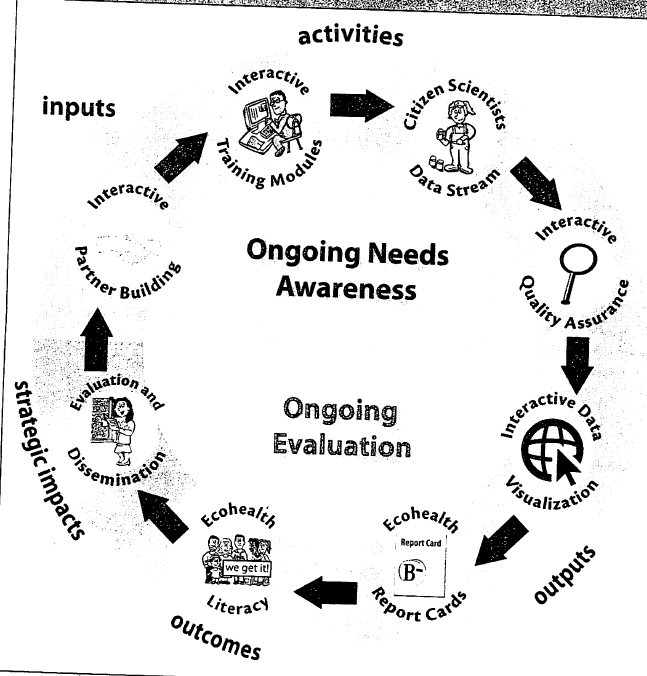 activities
inputs
Interactive
Training Modules
Citizen Scientists
Data Stream
Interactive
Partner Building
Interactive
Quality Assurance
Ongoing Needs
Awareness
Evaluation and
Dissemination
strategic impacts
Ongoing
Evaluation
Interactive Data
Visualization
Ecohealth
we get it!
Literacy
outcomes
Ecohealth
Report Card
B-
Report Cards
outputs